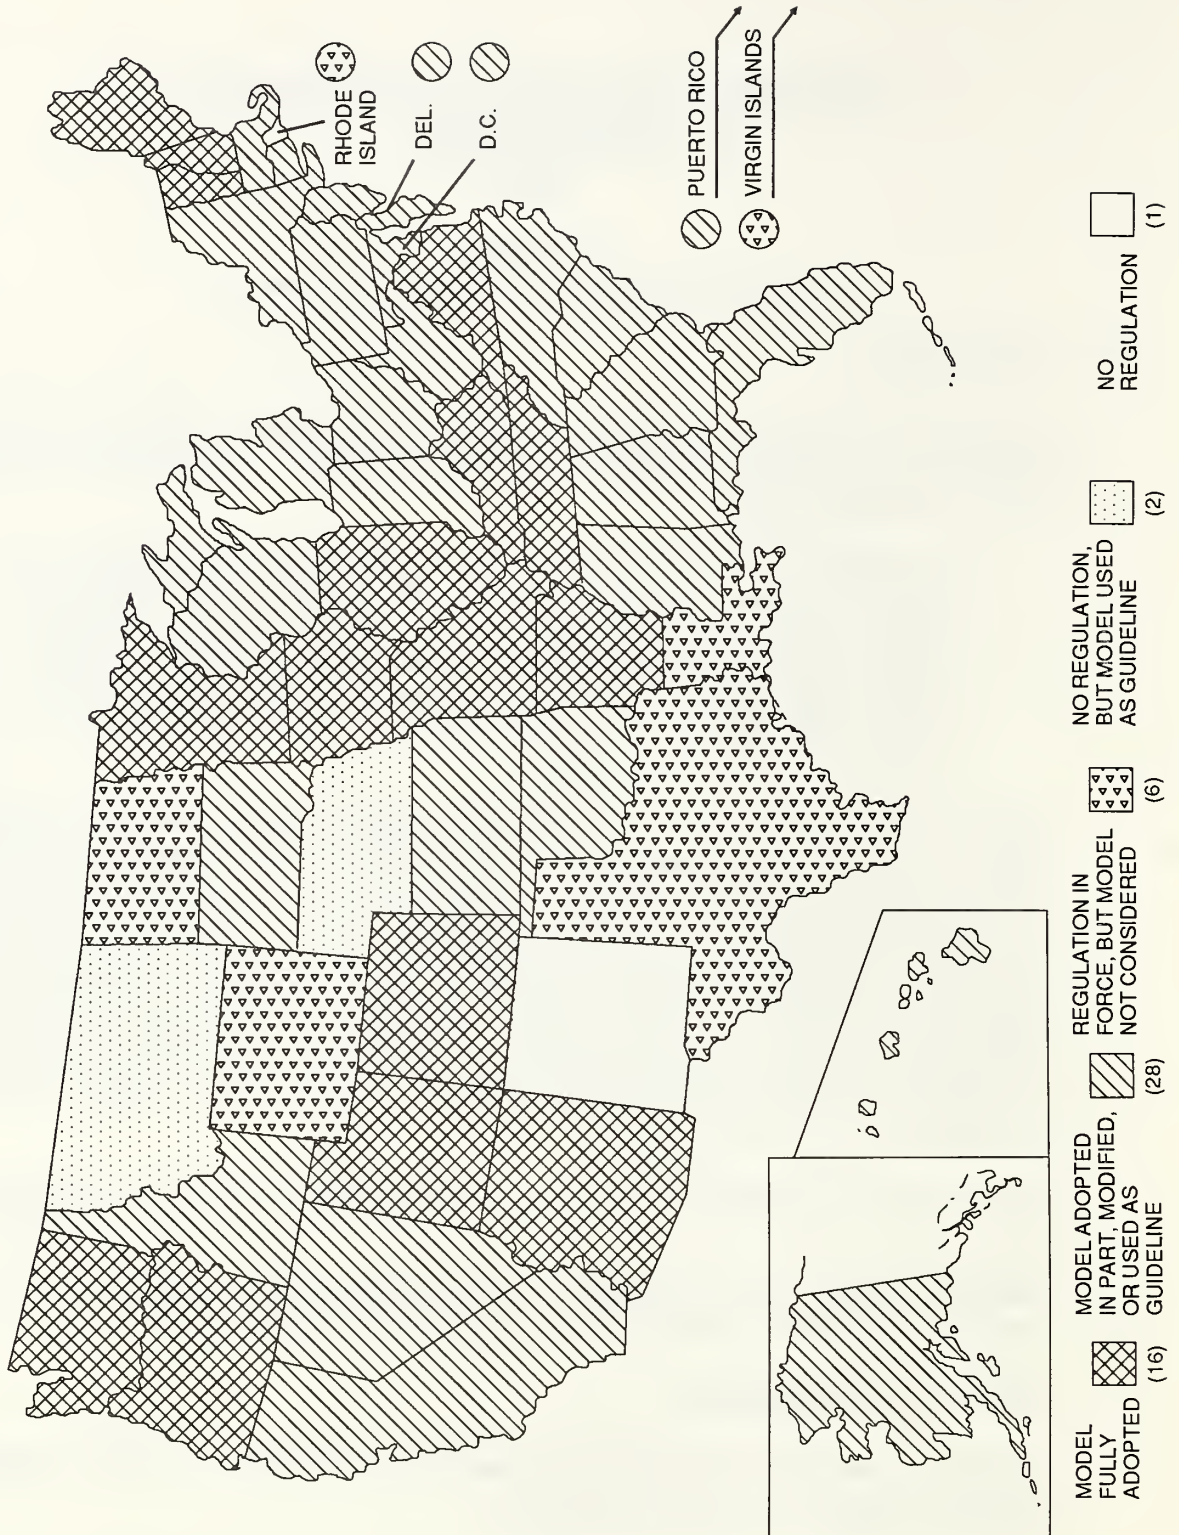 RHODE
ISLAND
DEL.
D.C.
PUERTO RICO
VIRGIN ISLANDS
MODEL
FULLY
ADOPTED
(16)
MODEL ADOPTED
IN PART, MODIFIED,
OR USED AS
GUIDELINE
(28)
REGULATION IN
FORCE, BUT MODEL
NOT CONSIDERED
(6)
NO REGULATION,
BUT MODEL USED
AS GUIDELINE
(2)
NO
REGULATION
(1)